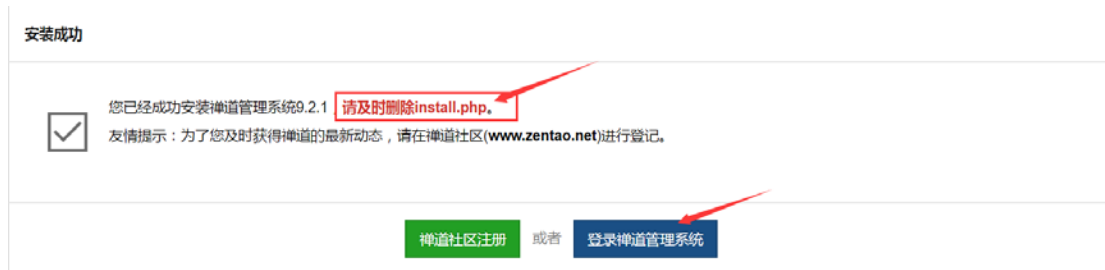 安装成功
您已经成功安装禅道管理系统9.2.1,请及时删除install.php。
友情提示：为了您及时获得禅道的最新动态，请在禅道社区(www.zentao.net)进行登记。
禅道社区注册 或者 登录禅道管理系统